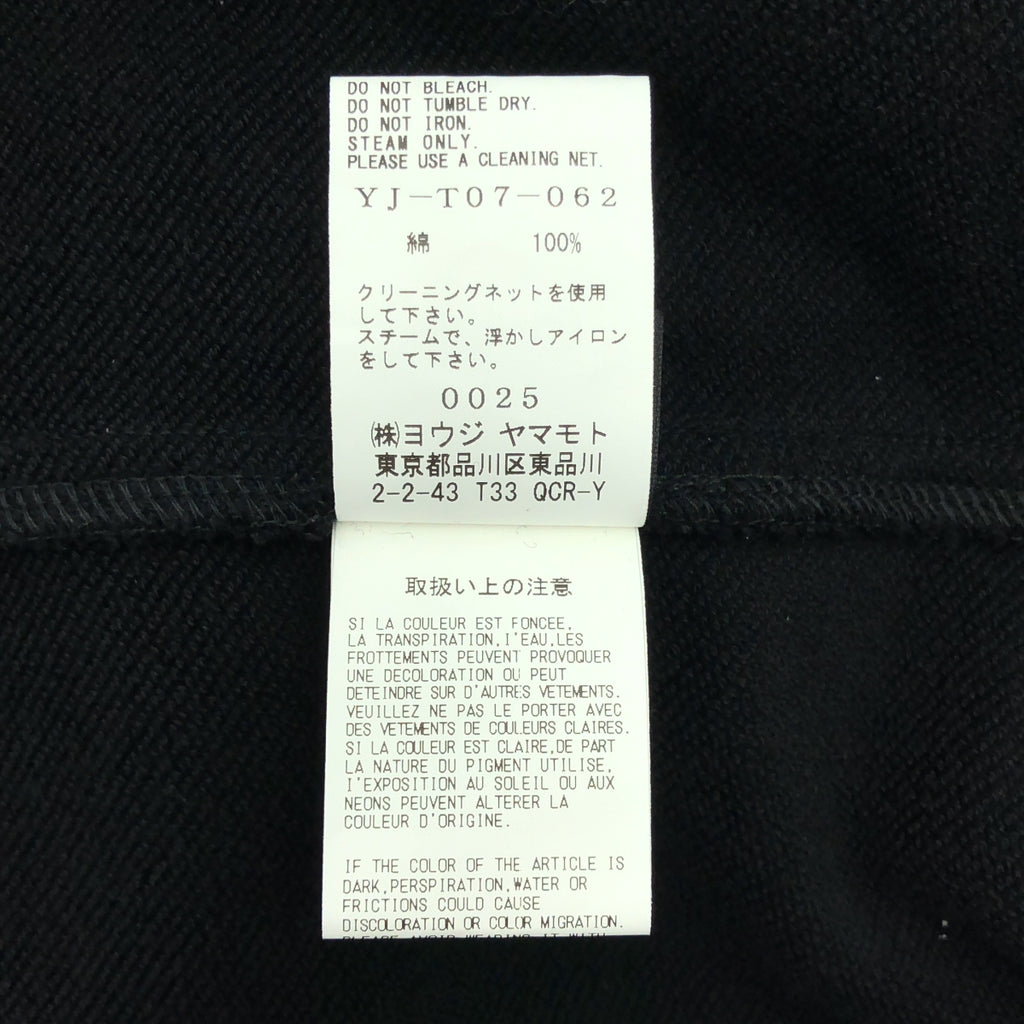 DO NOT BLEACH.
DO NOT TUMBLE DRY.
DO NOT IRON.
STEAM ONLY.
PLEASE USE A CLEANING NET.
YJ-T07-062
綿 100%
クリーニングネットを使用
して下さい。
スチームで、浮かしアイロン
をして下さい。
0025
㈱ヨウジ ヤマモト
東京都品川区東品川
2-2-43 T33 QCR-Y
取扱い上の注意
SI LA COULEUR EST FONCEE,
LA TRANSPIRATION,I'EAU,LES
FROTTEMENTS PEUVENT PROVOQUER
UNE DECOLORATION OU PEUT
DETEINDRE SUR D'AUTRES VETEMENTS.
VEUILLEZ NE PAS LE PORTER AVEC
DES VETEMENTS DE COULEURS CLAIRES.
SI LA COULEUR EST CLAIRE,DE PART
LA NATURE DU PIGMENT UTILISE,
I'EXPOSITION AU SOLEIL OU AUX
NEONS PEUVENT ALTERER LA
COULEUR D'ORIGINE.
IF THE COLOR OF THE ARTICLE IS
DARK,PERSPIRATION,WATER OR
FRICTIONS COULD CAUSE
DISCOLORATION OR COLOR MIGRATION.
PLEASE AVOID WEARING IT WITH